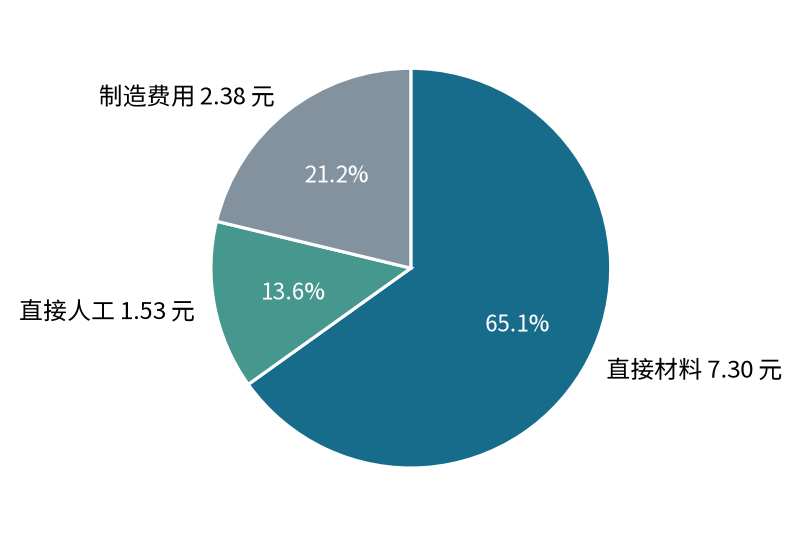 制造费用 2.38 元
21.2%
13.6%
直接人工 1.53 元
65.1%
直接材料 7.30 元